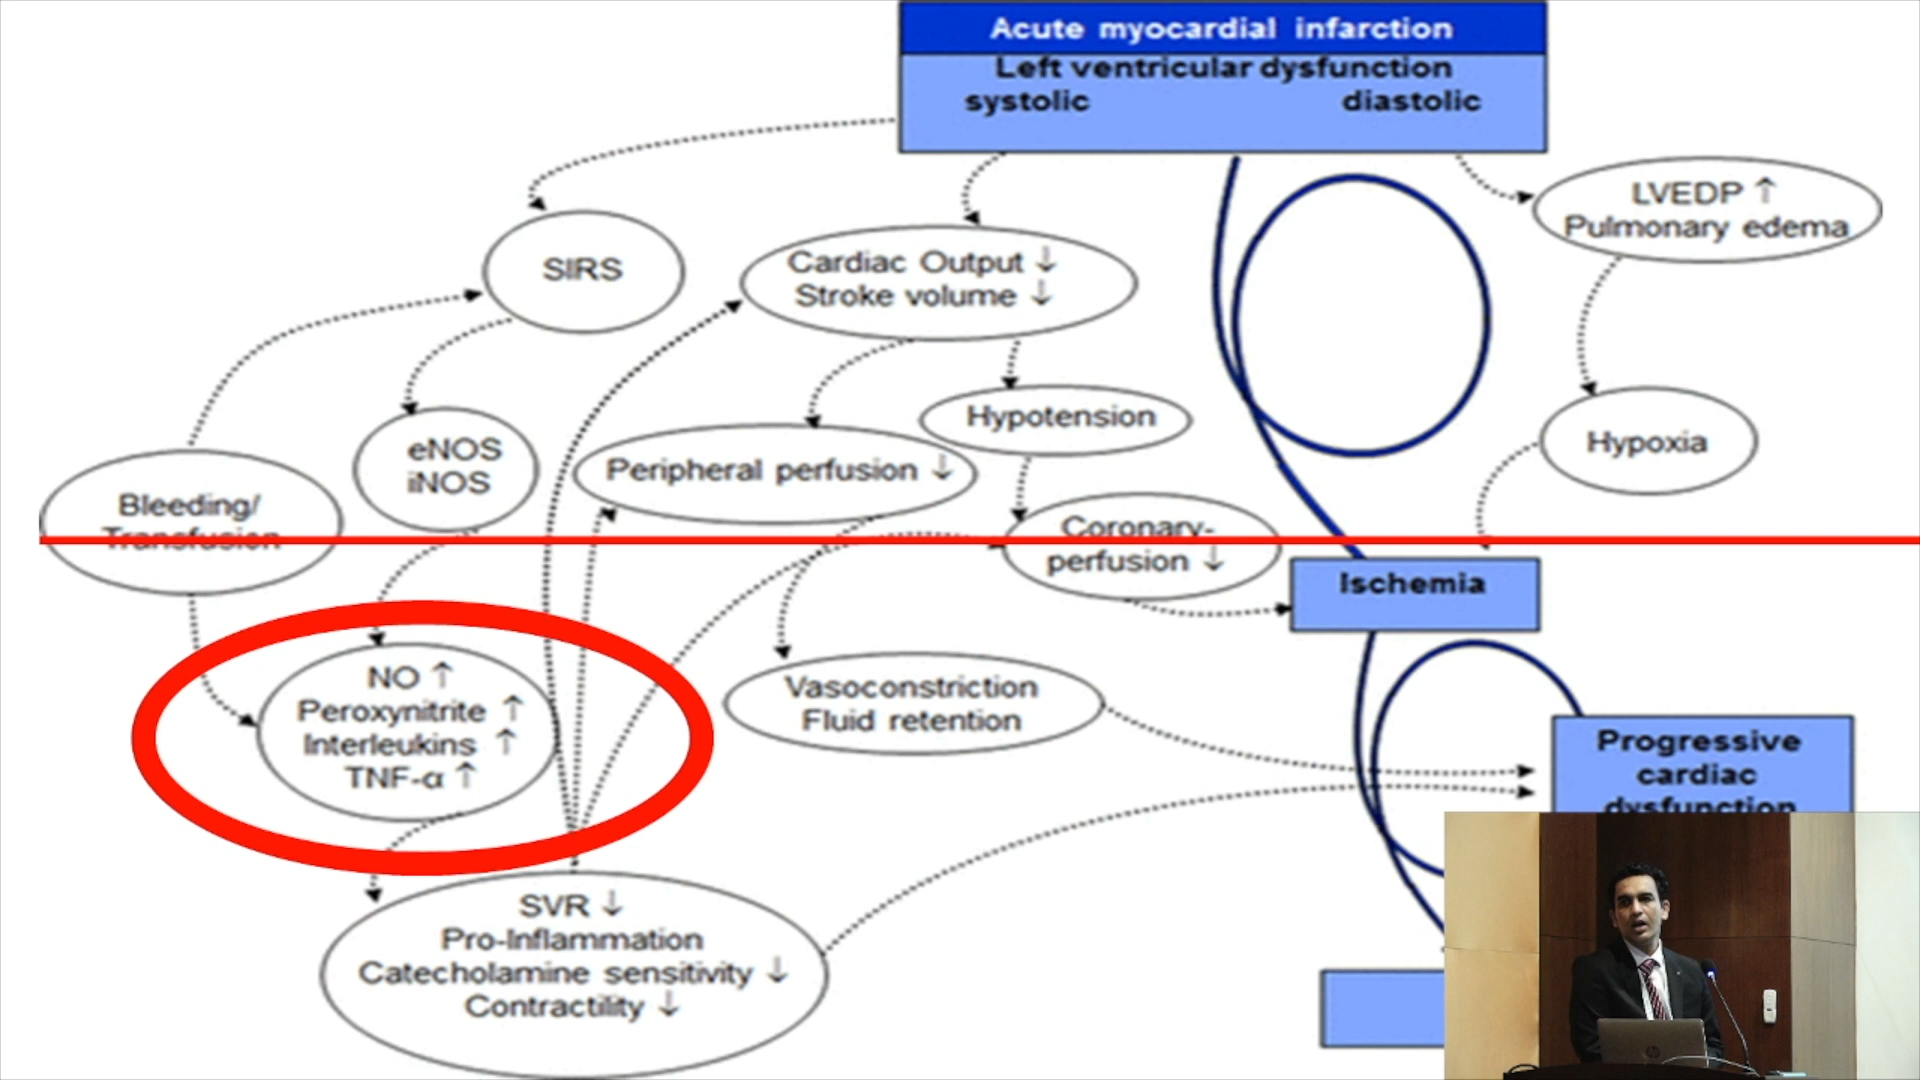 Acute myocardial infarction
Left ventricular dysfunction
systolic diastolic
LVEDP ↑
Pulmonary edema
SIRS
Cardiac Output ↓
Stroke volume ↓
Hypotension
Hypoxia
eNOS
iNOS
Peripheral perfusion ↓
Bleeding/
Transfusion
Coronary-
perfusion ↓
Ischemia
NO ↑
Peroxynitrite ↑
Interleukins ↑
TNF-α ↑
Vasoconstriction
Fluid retention
Progressive
cardiac
dysfunction
SVR ↓
Pro-Inflammation
Catecholamine sensitivity ↓
Contractility ↓